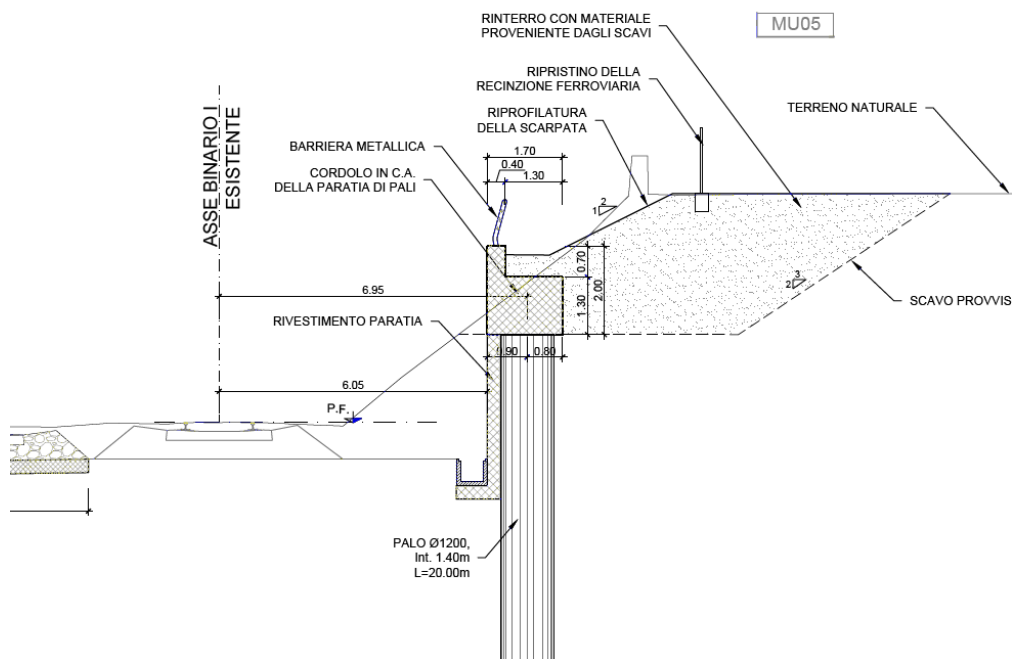 RINTERRO CON MATERIALE
PROVENIENTE DAGLI SCAVI
MU05
RIPRISTINO DELLA
RECINZIONE FERROVIARIA
TERRENO NATURALE
RIPROFILATURA
DELLA SCARPATA
ASSE BINARIO I
ESISTENTE
BARRIERA METALLICA
1.70
0.40
1.30
CORDOLO IN C.A.
DELLA PARATIA DI PALI
2
1
0.70
1.30
2.00
3
2
6.95
SCAVO PROVVIS
RIVESTIMENTO PARATIA
0.90
0.80
6.05
P.F.
PALO Ø1200,
Int. 1.40m
L=20.00m